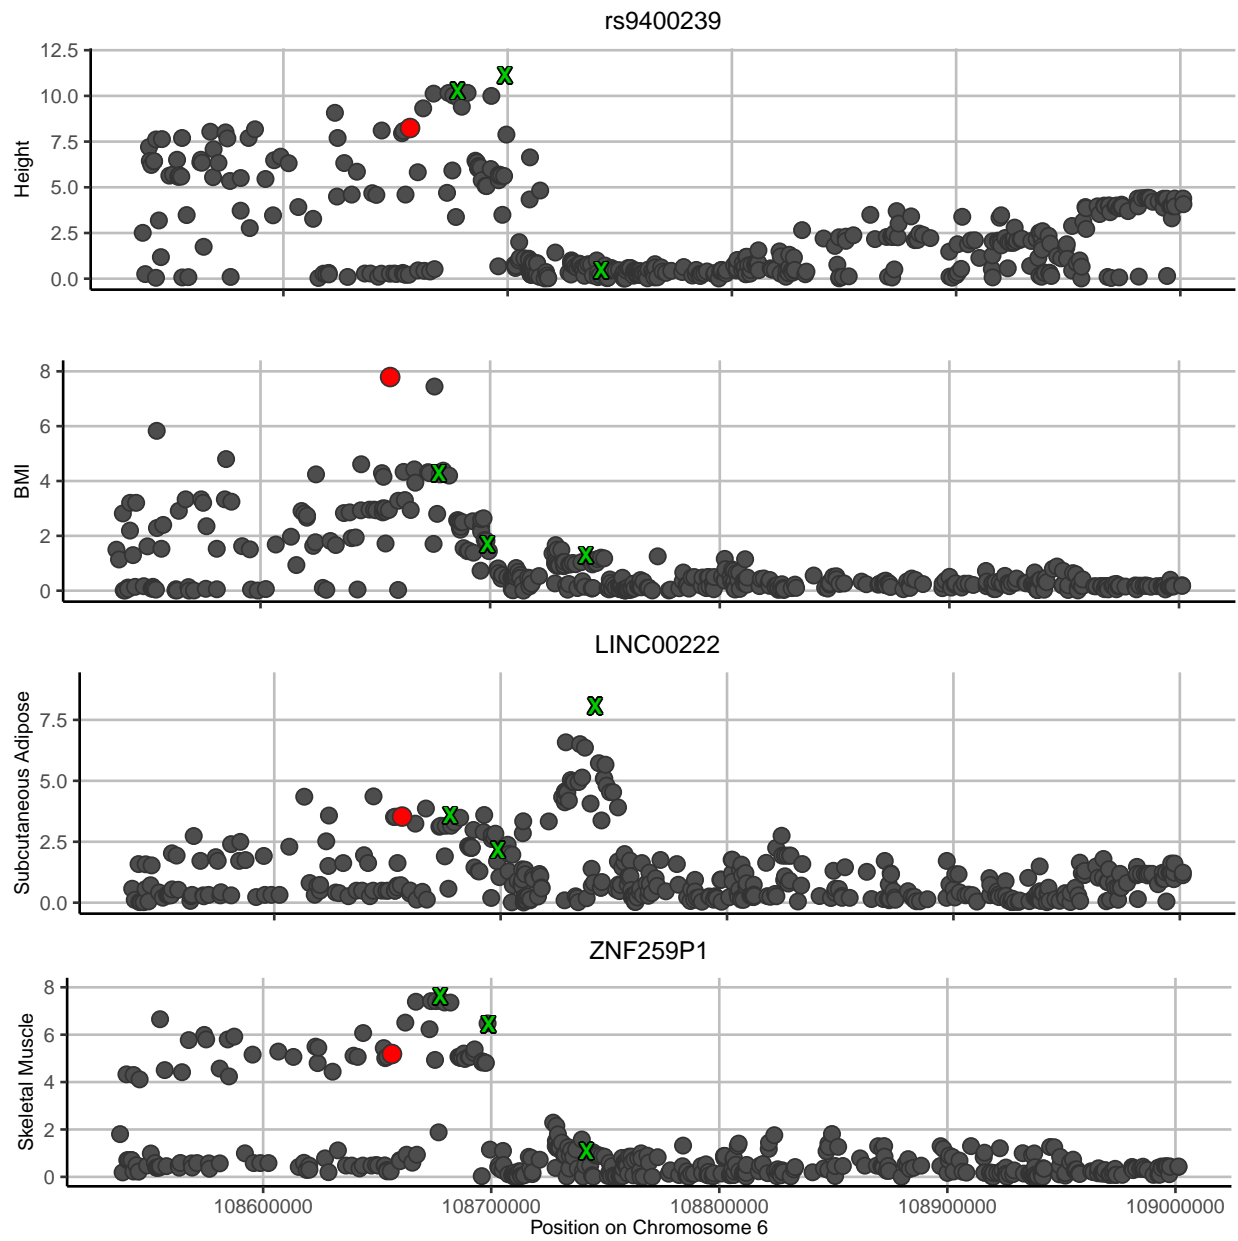 rs9400239
12.5
10.0
7.5
5.0
2.5
0.0
Height
8
6
4
2
0
BMI
LINC00222
7.5
5.0
2.5
0.0
Subcutaneous Adipose
ZNF259P1
8
6
4
2
0
Skeletal Muscle
108600000 108700000 108800000 108900000 109000000
Position on Chromosome 6